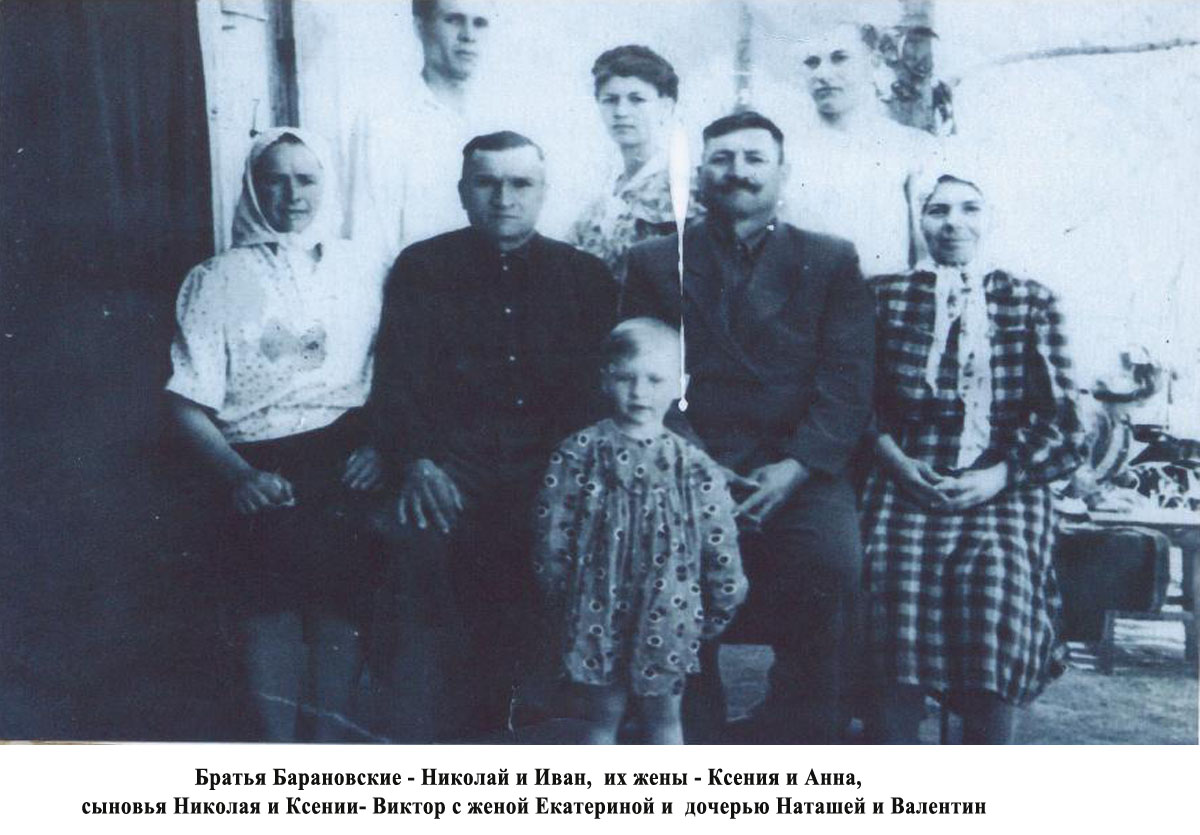 Братья Барановские - Николай и Иван,  их жены - Ксения и Анна,
сыновья Николая и Ксении- Виктор с женой Екатериной и  дочерью Наташей и Валентин